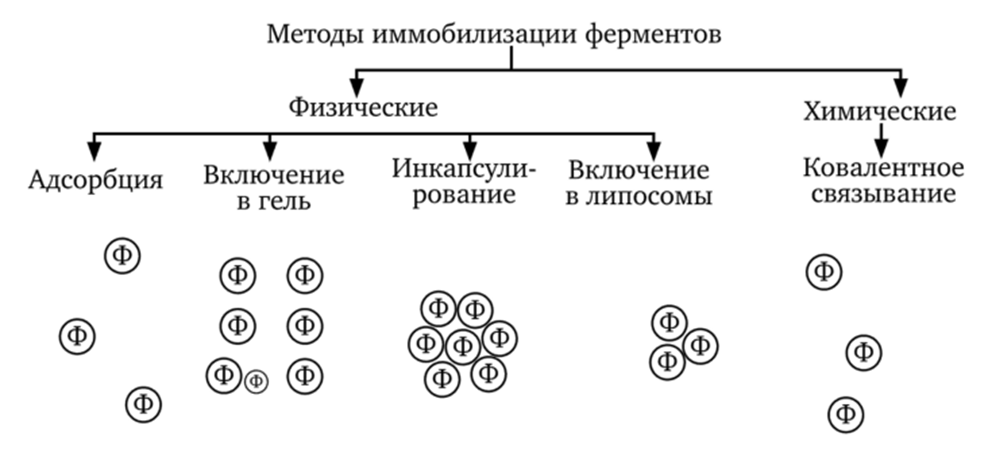 Методы иммобилизации ферментов
Физические
Химические
Адсорбция
Включение
в гель
Инкапсули-
рование
Включение
в липосомы
Ковалентное
связывание
Ф
Ф
Ф
Ф Ф
Ф Ф
Ф Ф Ф
Ф Ф
Ф Ф Ф
Ф Ф
Ф
Ф Ф
Ф
Ф
Ф